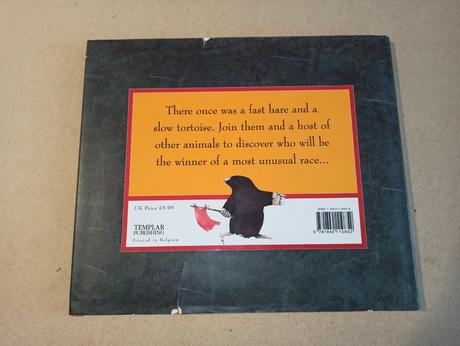 There once was a fast hare and a
slow tortoise. Join them and a host of
other animals to discover who will be
the winner of a most unusual race...
UK Price £9.99
TEMPLAR
PUBLISHING
Printed in Belgium